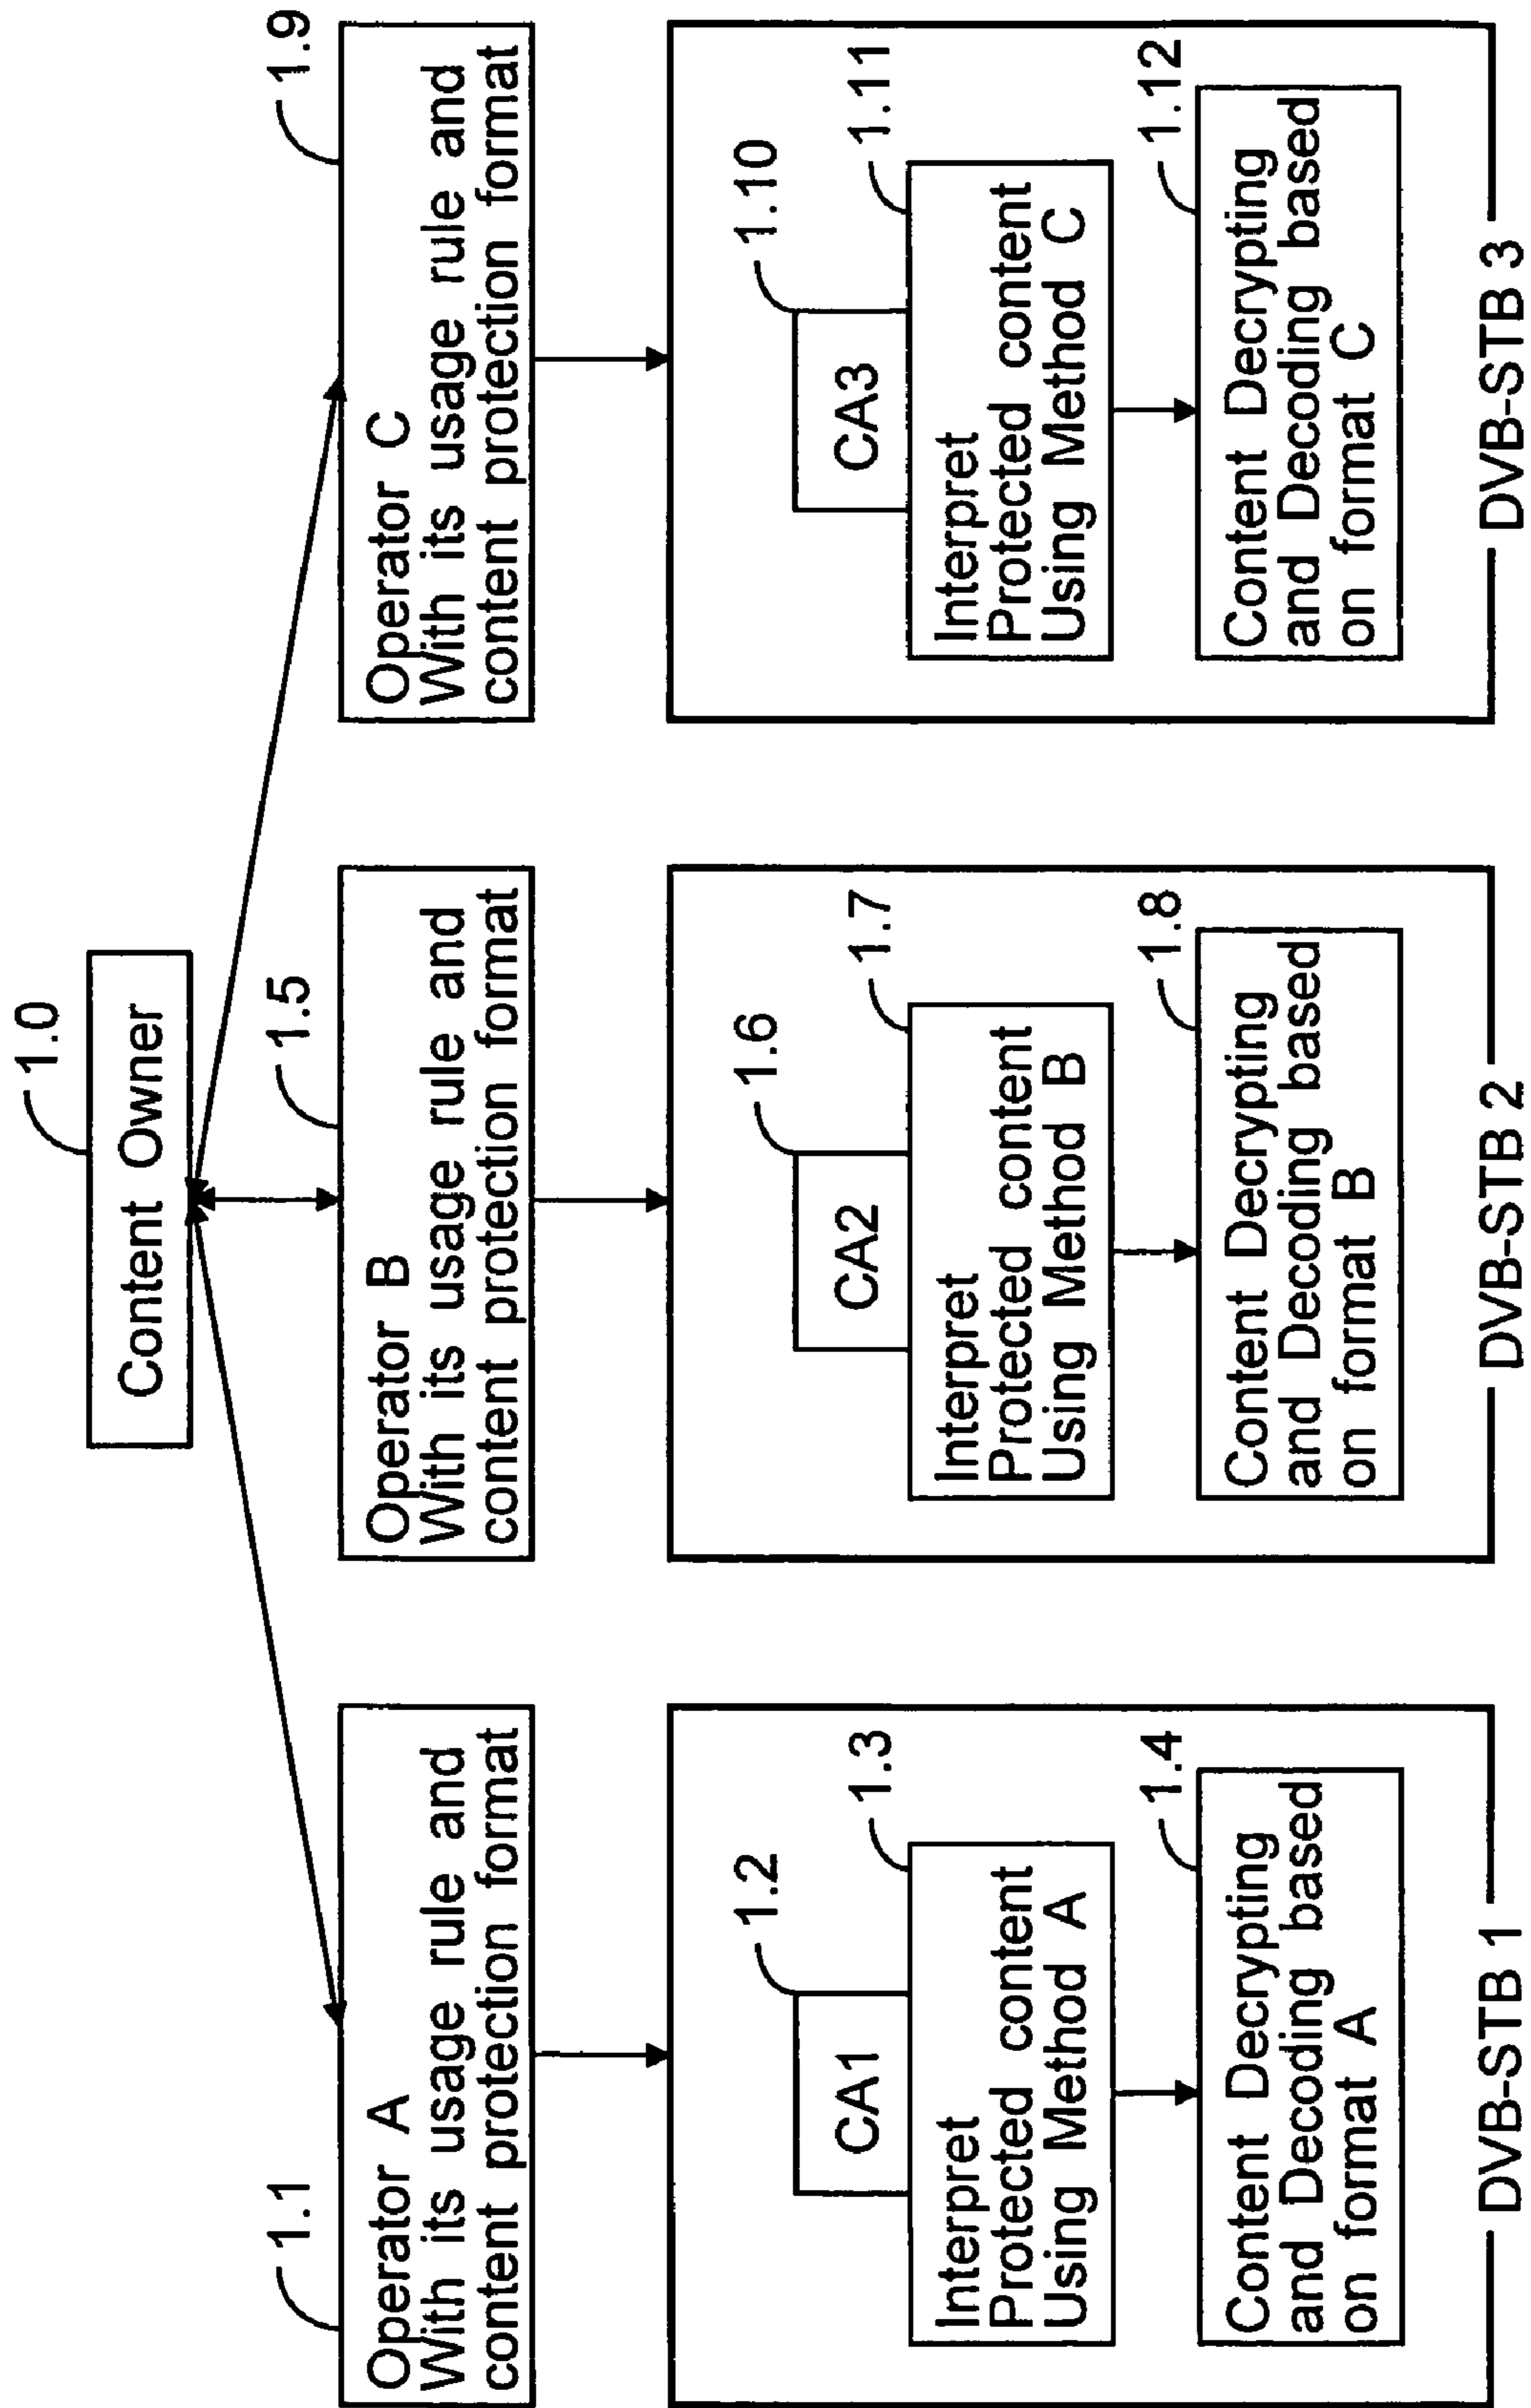 1.0
Content Owner
1.1
Operator A
With its usage rule and
content protection format
1.2
CA1
1.3
Interpret
Protected content
Using Method A
1.4
Content Decrypting
and Decoding based
on format A
DVB-STB 1
1.5
Operator B
With its usage rule and
content protection format
1.6
CA2
1.7
Interpret
Protected content
Using Method B
1.8
Content Decrypting
and Decoding based
on format B
DVB-STB 2
1.9
Operator C
With its usage rule and
content protection format
1.10
CA3
1.11
Interpret
Protected content
Using Method C
1.12
Content Decrypting
and Decoding based
on format C
DVB-STB 3